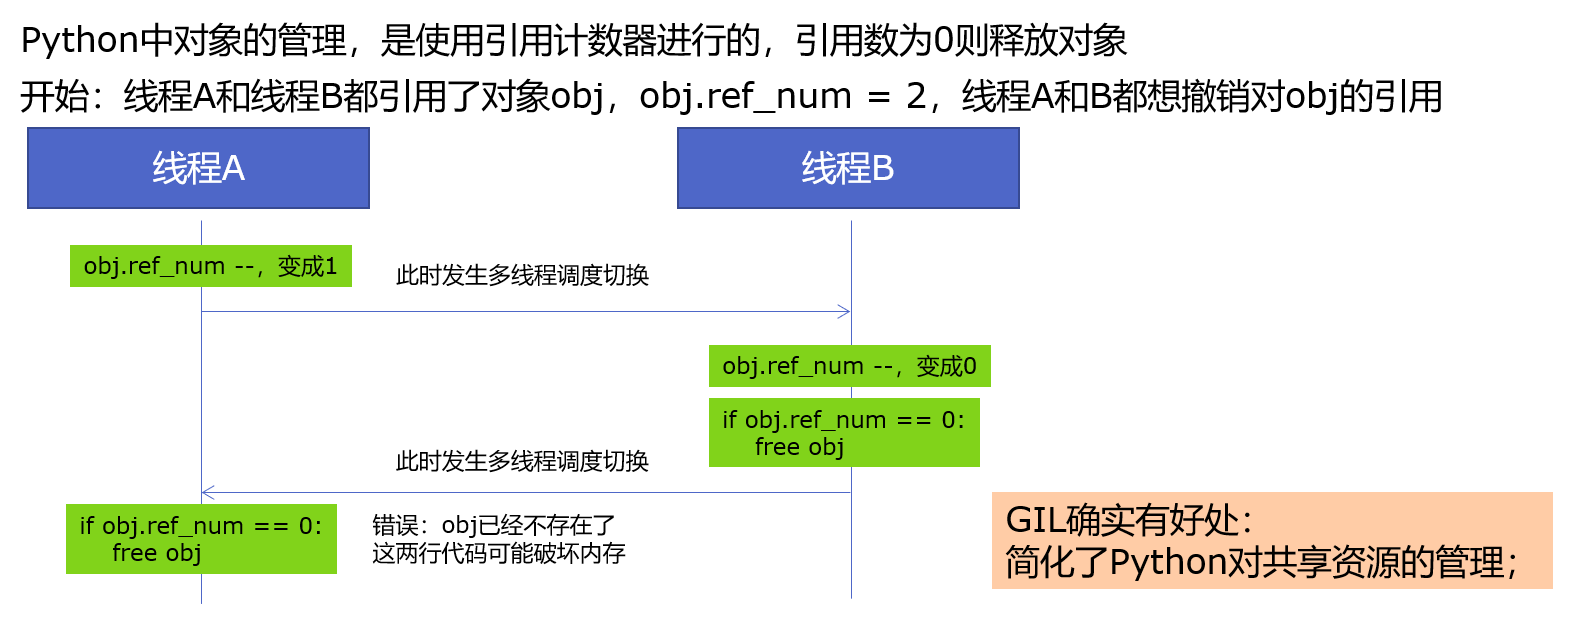 Python中对象的管理，是使用引用计数器进行的，引用数为0则释放对象
开始：线程A和线程B都引用了对象obj，obj.ref_num = 2，线程A和B都想撤销对obj的引用
线程A
线程B
obj.ref_num --，变成1
此时发生多线程调度切换
obj.ref_num --，变成0
if obj.ref_num == 0:
free obj
此时发生多线程调度切换
if obj.ref_num == 0:
free obj
错误：obj已经不存在了
这两行代码可能破坏内存
GIL确实有好处：
简化了Python对共享资源的管理；